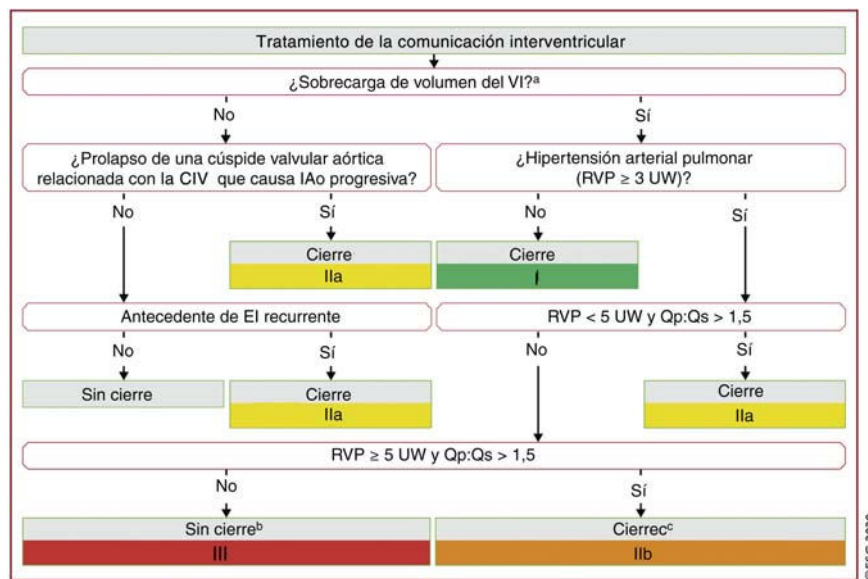 Tratamiento de la comunicación interventricular
¿Sobrecarga de volumen del VI?ᵃ
No
Sí
¿Prolapso de una cúspide valvular aórtica
relacionada con la CIV que causa IAo progresiva?
¿Hipertensión arterial pulmonar
(RVP ≥ 3 UW)?
No
Sí
No
Sí
Cierre
IIa
Cierre
I
Antecedente de EI recurrente
RVP < 5 UW y Qp:Qs > 1,5
No
Sí
No
Sí
Sin cierre
Cierre
IIa
Cierre
IIa
RVP ≥ 5 UW y Qp:Qs > 1,5
No
Sí
Sin cierreᵇ
III
Cierrecᶜ
IIb
2020